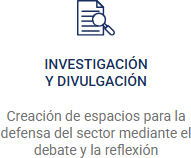 INVESTIGACIÓN
Y DIVULGACIÓN
Creación de espacios para la
defensa del sector mediante el
debate y la reflexión